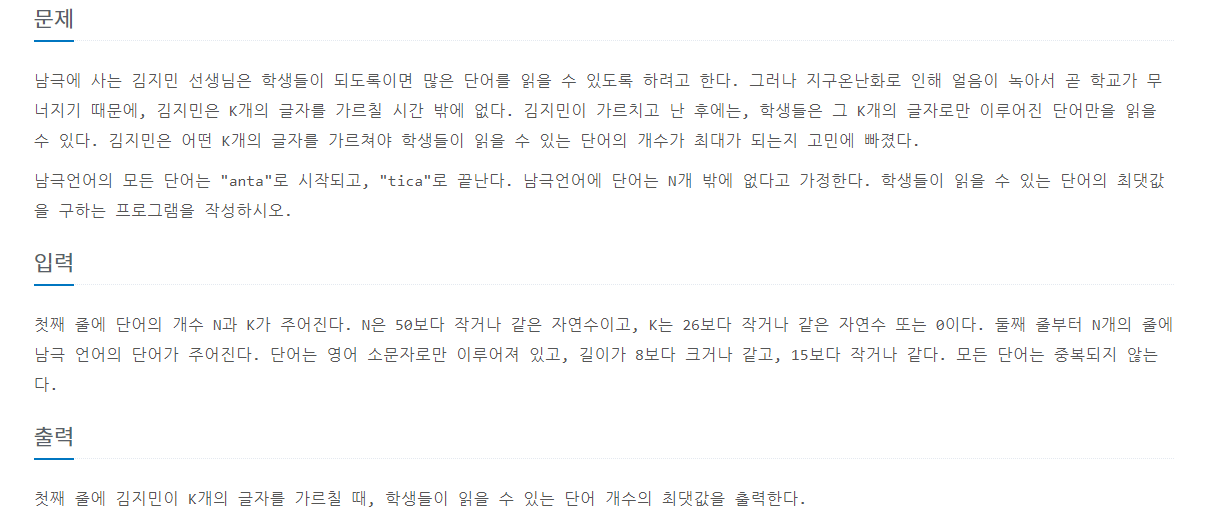 문제
남극에 사는 김지민 선생님은 학생들이 되도록이면 많은 단어를 읽을 수 있도록 하려고 한다. 그러나 지구온난화로 인해 얼음이 녹아서 곧 학교가 무
너지기 때문에, 김지민은 K개의 글자를 가르칠 시간 밖에 없다. 김지민이 가르치고 난 후에는, 학생들은 그 K개의 글자로만 이루어진 단어만을 읽을
수 있다. 김지민은 어떤 K개의 글자를 가르쳐야 학생들이 읽을 수 있는 단어의 개수가 최대가 되는지 고민에 빠졌다.
남극언어의 모든 단어는 "anta"로 시작되고, "tica"로 끝난다. 남극언어에 단어는 N개 밖에 없다고 가정한다. 학생들이 읽을 수 있는 단어의 최댓값
을 구하는 프로그램을 작성하시오.
입력
첫째 줄에 단어의 개수 N과 K가 주어진다. N은 50보다 작거나 같은 자연수이고, K는 26보다 작거나 같은 자연수 또는 0이다. 둘째 줄부터 N개의 줄에
남극 언어의 단어가 주어진다. 단어는 영어 소문자로만 이루어져 있고, 길이가 8보다 크거나 같고, 15보다 작거나 같다. 모든 단어는 중복되지 않는
다.
출력
첫째 줄에 김지민이 K개의 글자를 가르칠 때, 학생들이 읽을 수 있는 단어 개수의 최댓값을 출력한다.